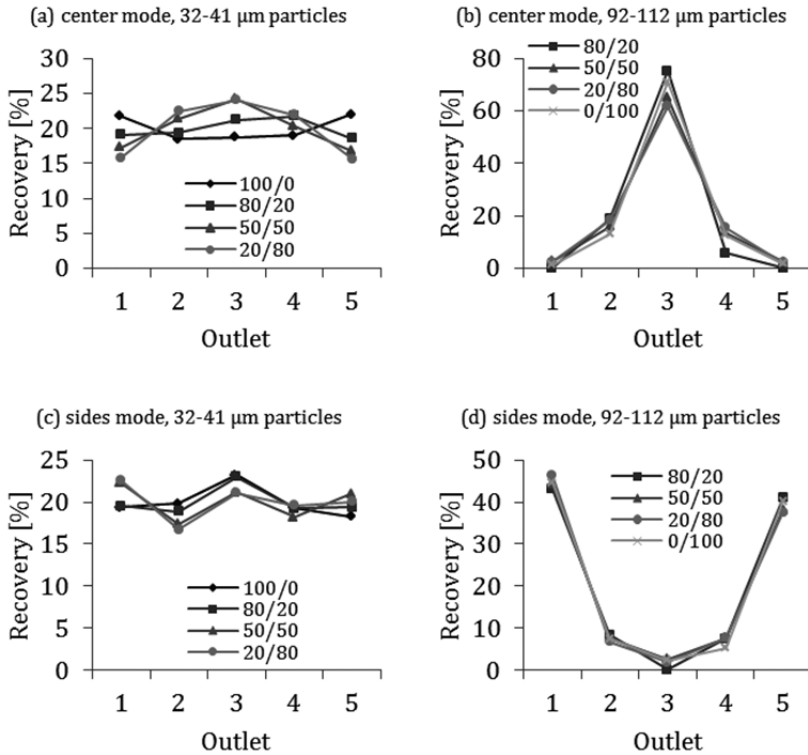 (a) center mode, 32-41 µm particles
Recovery [%]
30
25
20
15
10
5
0
100/0
80/20
50/50
20/80
1 2 3 4 5
Outlet
(b) center mode, 92-112 µm particles
Recovery [%]
80
60
40
20
0
80/20
50/50
20/80
0/100
1 2 3 4 5
Outlet
(c) sides mode, 32-41 µm particles
Recovery [%]
25
20
15
10
5
0
100/0
80/20
50/50
20/80
1 2 3 4 5
Outlet
(d) sides mode, 92-112 µm particles
Recovery [%]
50
40
30
20
10
0
80/20
50/50
20/80
0/100
1 2 3 4 5
Outlet